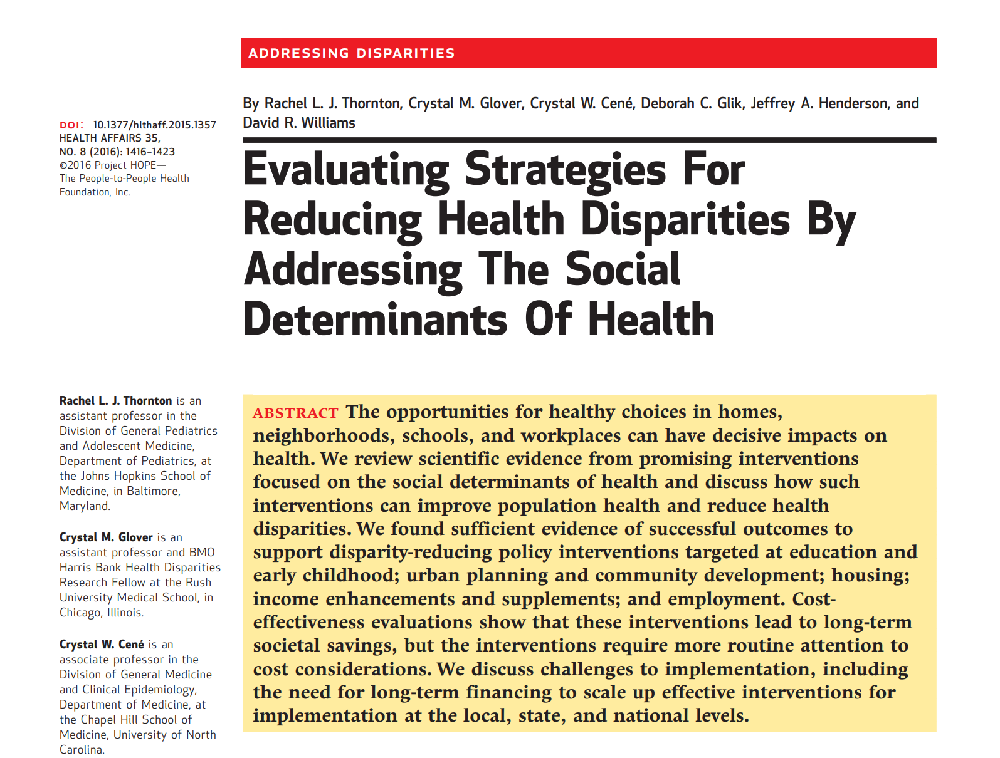 ADDRESSING DISPARITIES
By Rachel L. J. Thornton, Crystal M. Glover, Crystal W. Cené, Deborah C. Glik, Jeffrey A. Henderson, and
David R. Williams
DOI: 10.1377/hlthaff.2015.1357
HEALTH AFFAIRS 35,
NO. 8 (2016): 1416–1423
©2016 Project HOPE—
The People-to-People Health
Foundation, Inc.
Evaluating Strategies For
Reducing Health Disparities By
Addressing The Social
Determinants Of Health
Rachel L. J. Thornton is an
assistant professor in the
Division of General Pediatrics
and Adolescent Medicine,
Department of Pediatrics, at
the Johns Hopkins School of
Medicine, in Baltimore,
Maryland.
Crystal M. Glover is an
assistant professor and BMO
Harris Bank Health Disparities
Research Fellow at the Rush
University Medical School, in
Chicago, Illinois.
Crystal W. Cené is an
associate professor in the
Division of General Medicine
and Clinical Epidemiology,
Department of Medicine, at
the Chapel Hill School of
Medicine, University of North
Carolina.
ABSTRACT The opportunities for healthy choices in homes,
neighborhoods, schools, and workplaces can have decisive impacts on
health. We review scientific evidence from promising interventions
focused on the social determinants of health and discuss how such
interventions can improve population health and reduce health
disparities. We found sufficient evidence of successful outcomes to
support disparity-reducing policy interventions targeted at education and
early childhood; urban planning and community development; housing;
income enhancements and supplements; and employment. Cost-
effectiveness evaluations show that these interventions lead to long-term
societal savings, but the interventions require more routine attention to
cost considerations. We discuss challenges to implementation, including
the need for long-term financing to scale up effective interventions for
implementation at the local, state, and national levels.